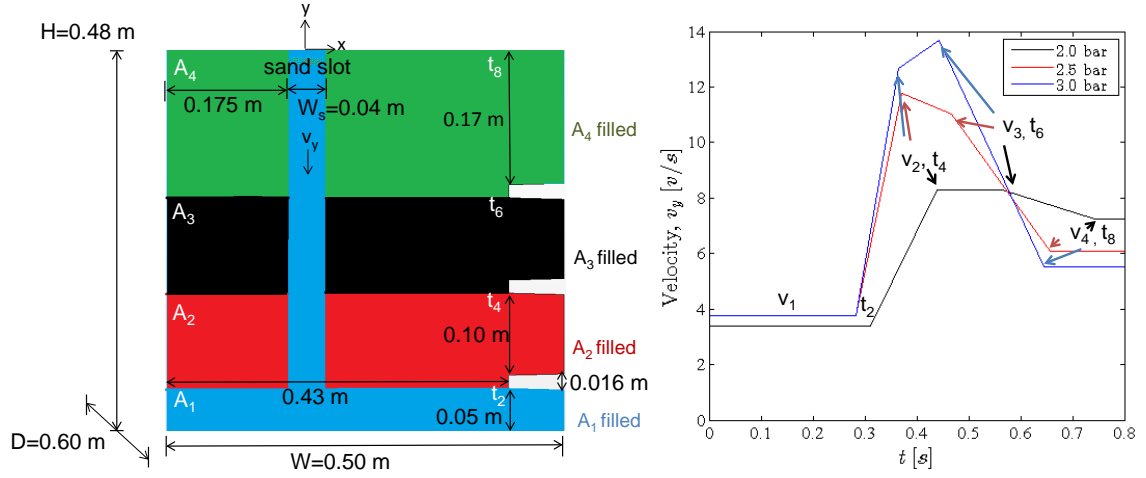 H=0.48 m
y
x
A₄
sand slot
t₈
0.175 m
Wₛ=0.04 m
0.17 m
v_y
A₄ filled
A₃
t₆
A₃ filled
A₂
t₄
0.10 m
A₂ filled
0.016 m
A₁
0.43 m
t₂
0.05 m
A₁ filled
D=0.60 m
W=0.50 m
Velocity, v_y [v/s]
14
12
10
8
6
4
2
0
2.0 bar
2.5 bar
3.0 bar
v₃, t₆
v₂, t₄
v₄, t₈
v₁
t₂
0 0.1 0.2 0.3 0.4 0.5 0.6 0.7 0.8
t [s]